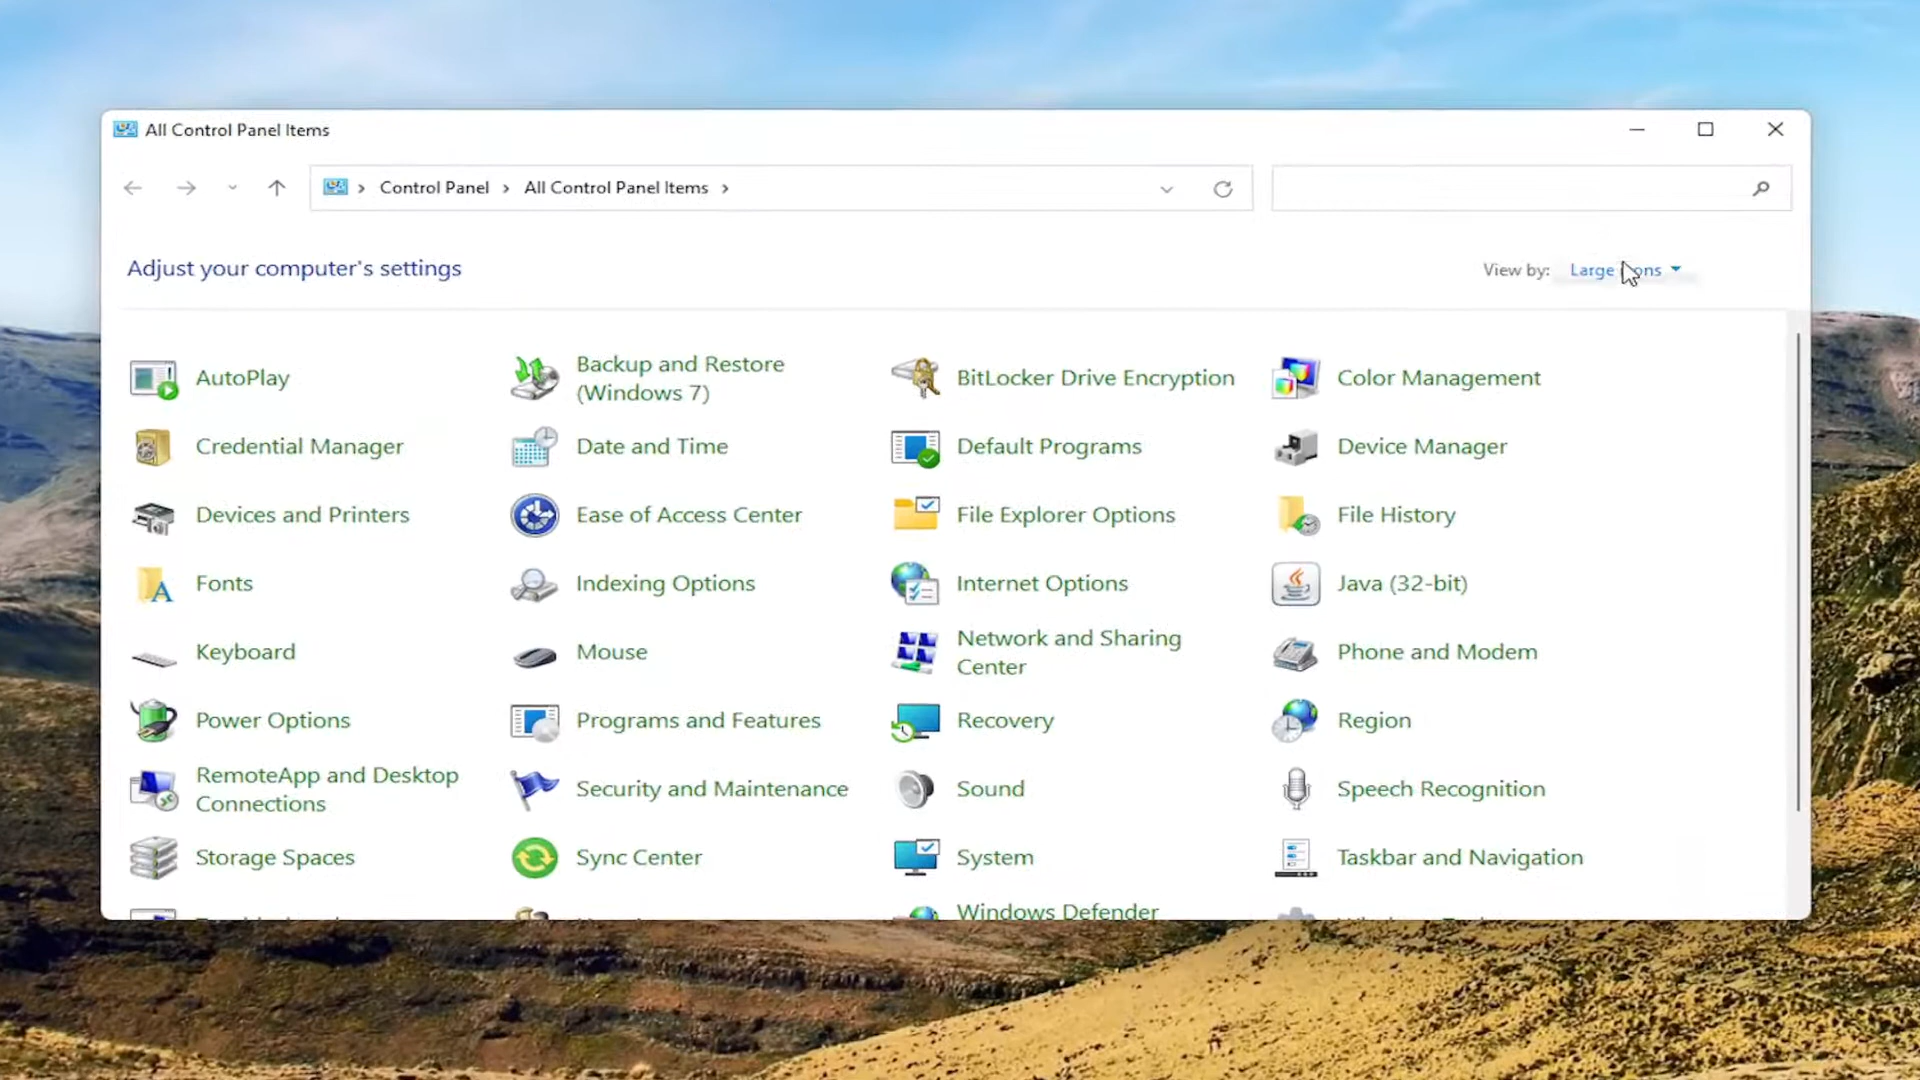 All Control Panel Items
Control Panel > All Control Panel Items >
Adjust your computer's settings
View by: Large
AutoPlay
Backup and Restore
(Windows 7)
BitLocker Drive Encryption
Color Management
Credential Manager
Date and Time
Default Programs
Device Manager
Devices and Printers
Ease of Access Center
File Explorer Options
File History
Fonts
Indexing Options
Internet Options
Java (32-bit)
Keyboard
Mouse
Network and Sharing
Center
Phone and Modem
Power Options
Programs and Features
Recovery
Region
RemoteApp and Desktop
Connections
Security and Maintenance
Sound
Speech Recognition
Storage Spaces
Sync Center
System
Taskbar and Navigation
Windows Defender